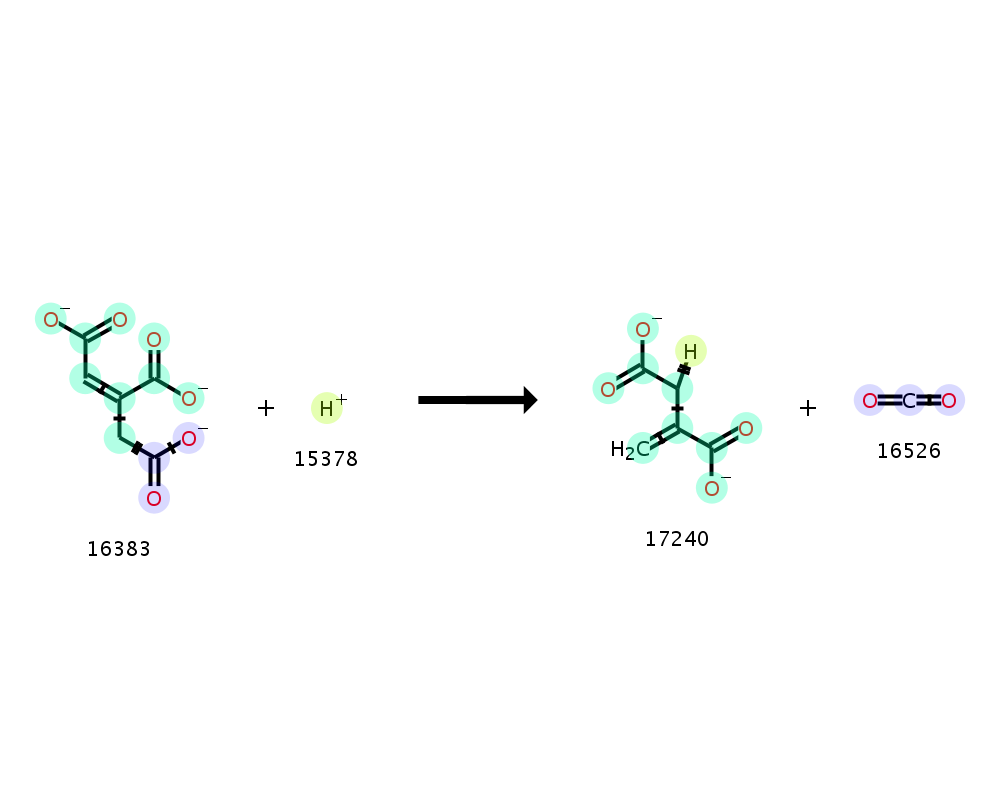 O⁻ O O O⁻ O⁻ O
+
H⁺
O⁻ H O H₂C O O⁻
+
O C O
16383
15378
17240
16526